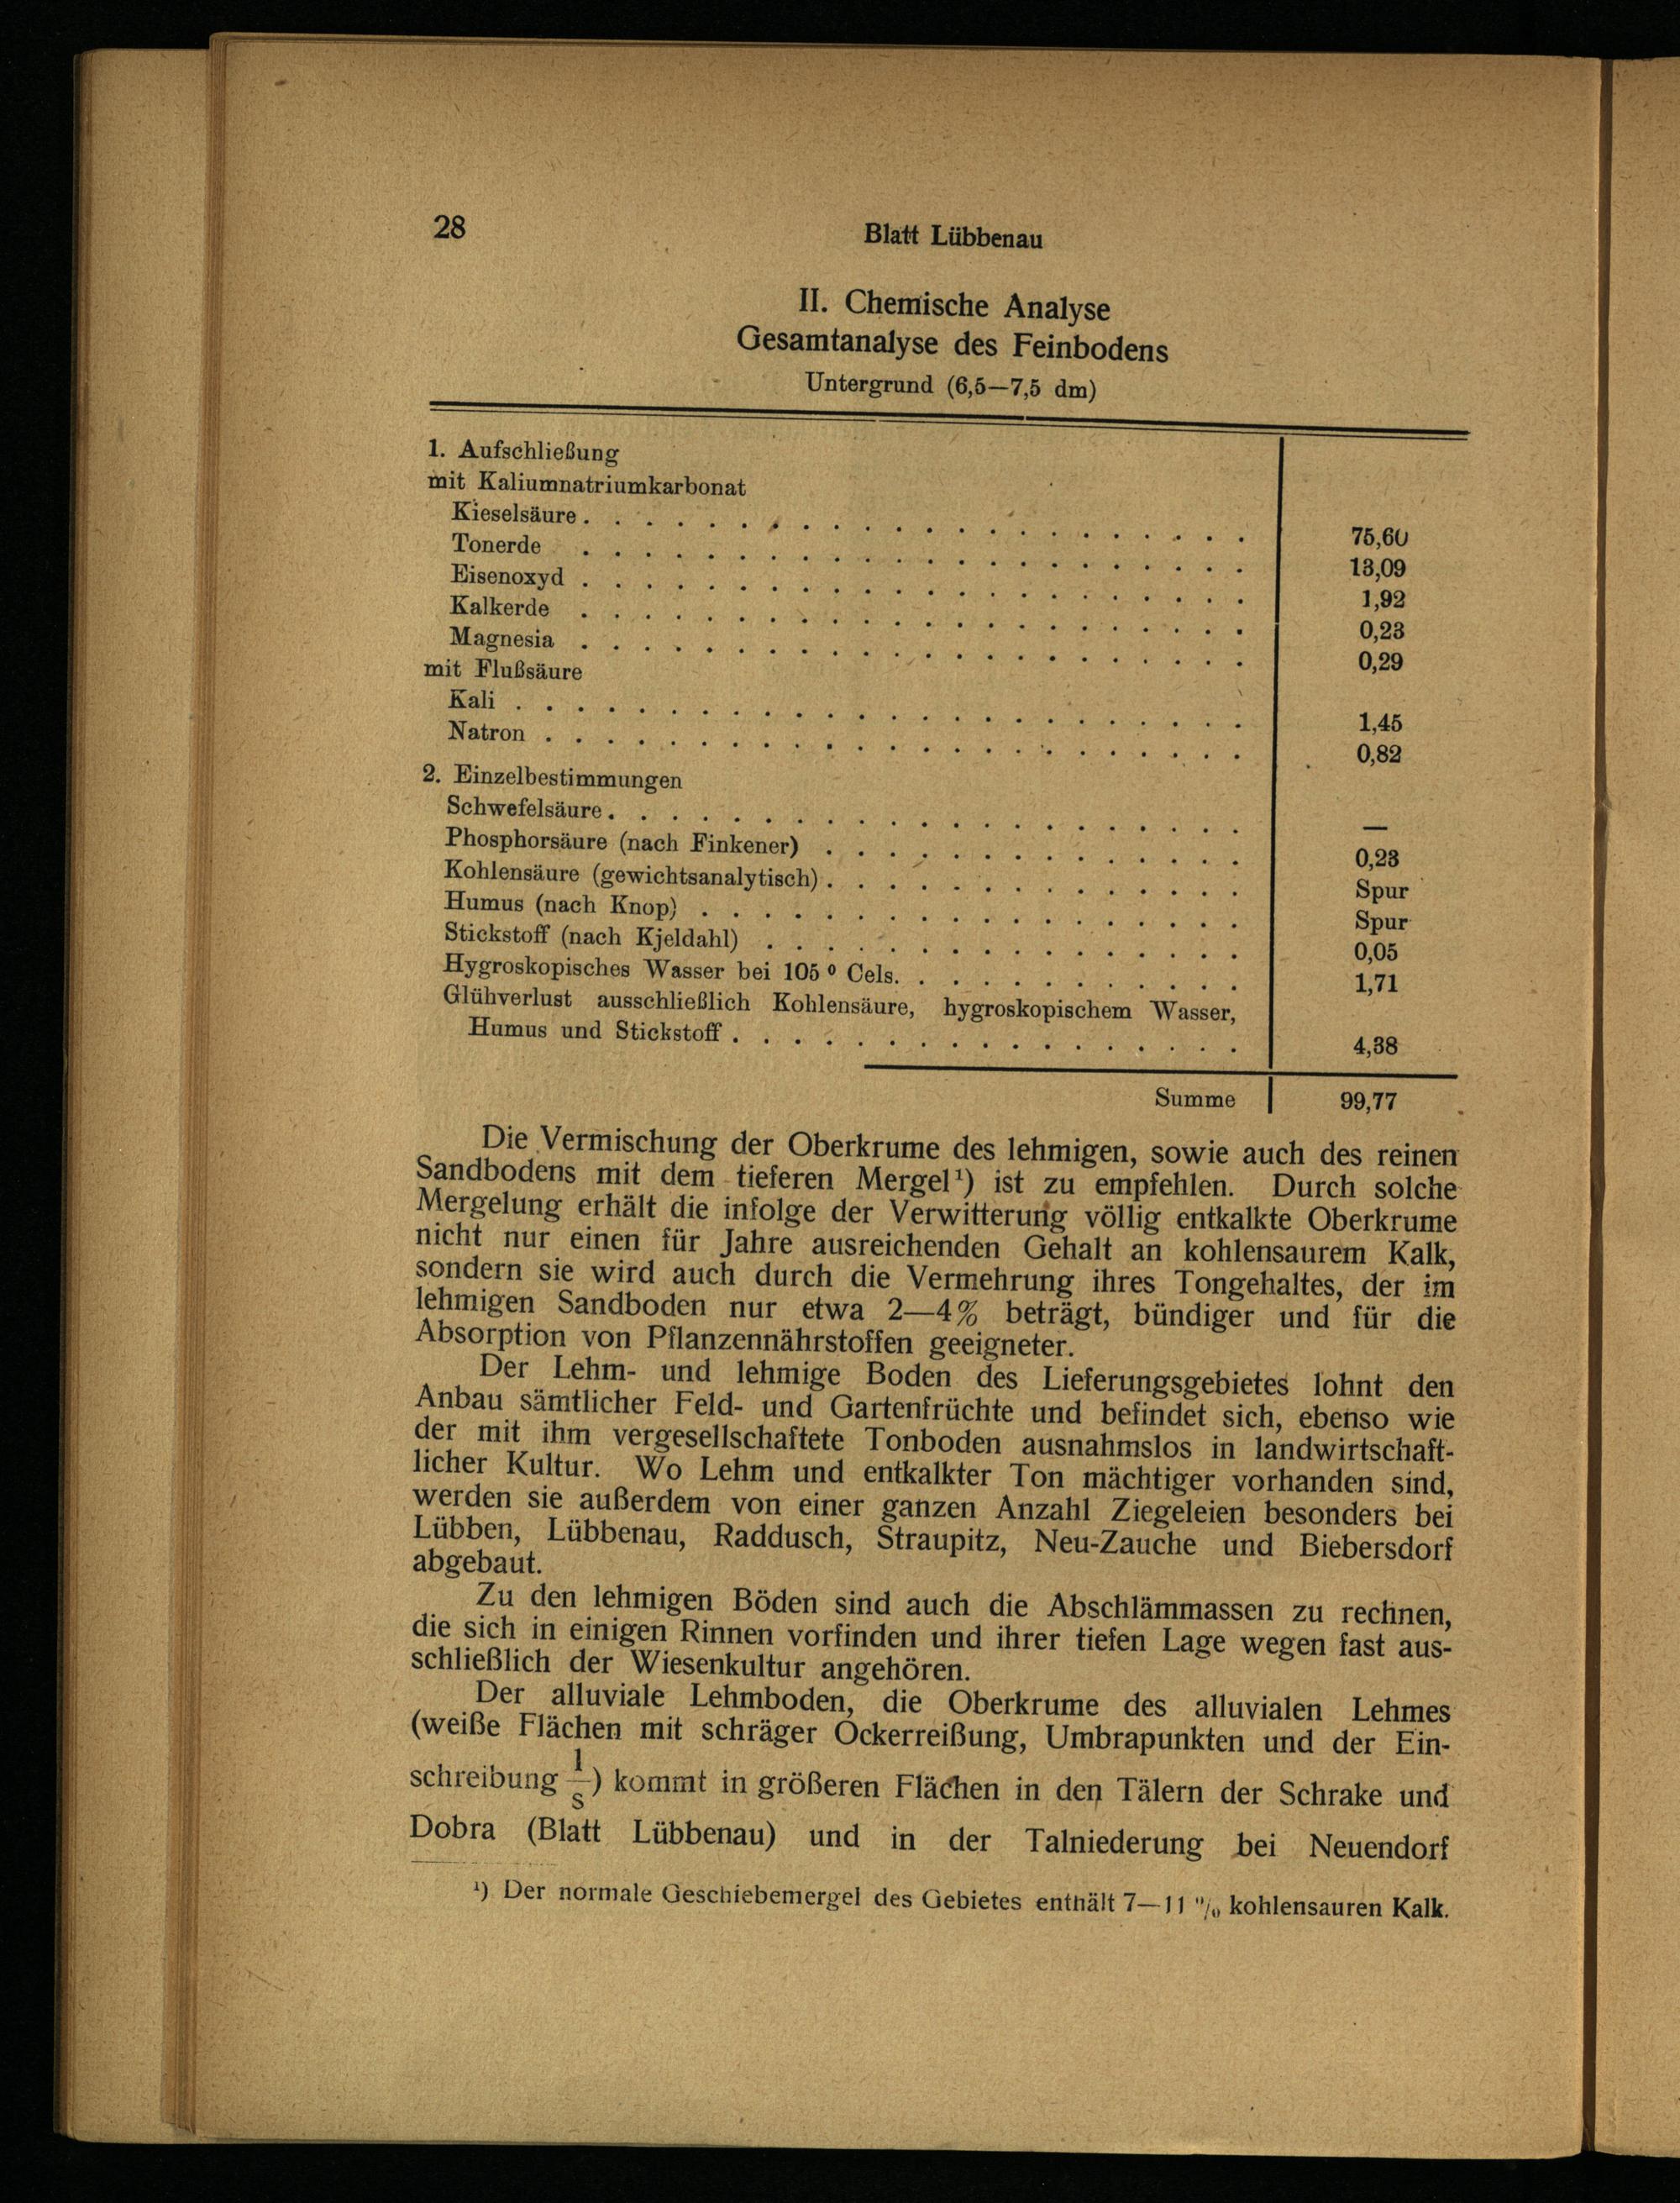 28
Blatt Lübbenau
II. Chemische Analyse
Gesamtanalyse des Feinbodens
Untergrund (6,5—7,5 dm)
1. Aufschließung
mit Kaliumnatriumkarbonat
Kieselsäure . . . . . . . . . . . . . . . . . . . . . . 75,60
Tonerde . . . . . . . . . . . . . . . . . . . . . . 13,09
Eisenoxyd . . . . . . . . . . . . . . . . . . . . . . 1,92
Kalkerde . . . . . . . . . . . . . . . . . . . . . . 0,23
Magnesia . . . . . . . . . . . . . . . . . . . . . . 0,29
mit Flußsäure
Kali . . . . . . . . . . . . . . . . . . . . . . . . 1,45
Natron . . . . . . . . . . . . . . . . . . . . . . . 0,82
2. Einzelbestimmungen
Schwefelsäure . . . . . . . . . . . . . . . . . . . . . —
Phosphorsäure (nach Finkener) . . . . . . . . . . . . . . 0,23
Kohlensäure (gewichtsanalytisch) . . . . . . . . . . . . . . Spur
Humus (nach Knop) . . . . . . . . . . . . . . . . . . Spur
Stickstoff (nach Kjeldahl) . . . . . . . . . . . . . . . . 0,05
Hygroskopisches Wasser bei 105° Cels. . . . . . . . . . . . . 1,71
Glühverlust ausschließlich Kohlensäure, hygroskopischem Wasser,
Humus und Stickstoff . . . . . . . . . . . . . . . . . 4,38
Summe 99,77
Die Vermischung der Oberkrume des lehmigen, sowie auch des reinen
Sandbodens mit dem tieferen Mergel¹) ist zu empfehlen. Durch solche
Mergelung erhält die infolge der Verwitterung völlig entkalkte Oberkrume
nicht nur einen für Jahre ausreichenden Gehalt an kohlensaurem Kalk,
sondern sie wird auch durch die Vermehrung ihres Tongehaltes, der im
lehmigen Sandboden nur etwa 2—4% beträgt, bündiger und für die
Absorption von Pflanzennährstoffen geeigneter.
Der Lehm- und lehmige Boden des Lieferungsgebietes lohnt den
Anbau sämtlicher Feld- und Gartenfrüchte und befindet sich, ebenso wie
der mit ihm vergesellschaftete Tonboden ausnahmslos in landwirtschaft-
licher Kultur. Wo Lehm und entkalkter Ton mächtiger vorhanden sind,
werden sie außerdem von einer ganzen Anzahl Ziegeleien besonders bei
Lübben, Lübbenau, Raddusch, Straupitz, Neu-Zauche und Biebersdorf
abgebaut.
Zu den lehmigen Böden sind auch die Abschlämmassen zu rechnen,
die sich in einigen Rinnen vorfinden und ihrer tiefen Lage wegen fast aus-
schließlich der Wiesenkultur angehören.
Der alluviale Lehmboden, die Oberkrume des alluvialen Lehmes
(weiße Flächen mit schräger Ockerreißung, Umbrapunkten und der Ein-
schreibung l/s) kommt in größeren Flächen in den Tälern der Schrake und
Dobra (Blatt Lübbenau) und in der Talniederung bei Neuendorf
¹) Der normale Geschiebemergel des Gebietes enthält 7—11 % kohlensauren Kalk.